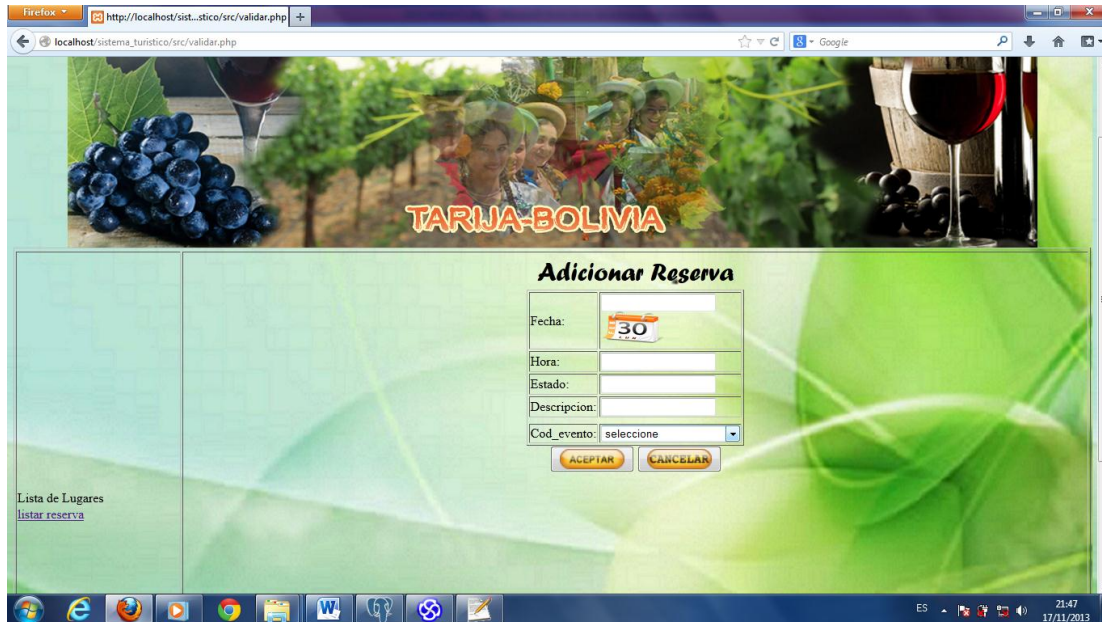 Firefox
http://localhost/sist...stico/src/validar.php
localhost/sistema_turistico/src/validar.php
Google
TARIJA-BOLIVIA
Adicionar Reserva
Fecha:
30
Hora:
Estado:
Descripcion:
Cod_evento: seleccione
ACEPTAR CANCELAR
Lista de Lugares
listar reserva
ES
21:47
17/11/2013